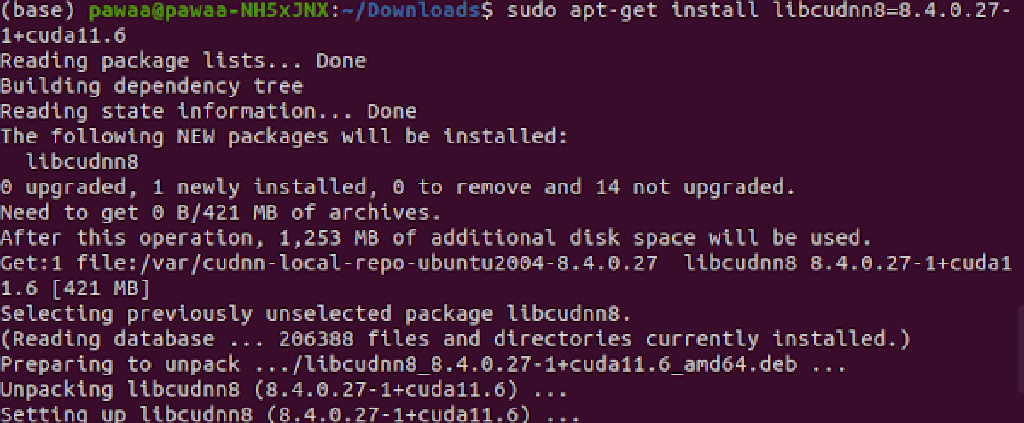 (base) pawaa@pawaa-NH5xJNX:~/Downloads$ sudo apt-get install libcudnn8=8.4.0.27-
1+cuda11.6
Reading package lists... Done
Building dependency tree
Reading state information... Done
The following NEW packages will be installed:
  libcudnn8
0 upgraded, 1 newly installed, 0 to remove and 14 not upgraded.
Need to get 0 B/421 MB of archives.
After this operation, 1,253 MB of additional disk space will be used.
Get:1 file:/var/cudnn-local-repo-ubuntu2004-8.4.0.27  libcudnn8 8.4.0.27-1+cuda1
1.6 [421 MB]
Selecting previously unselected package libcudnn8.
(Reading database ... 206388 files and directories currently installed.)
Preparing to unpack .../libcudnn8_8.4.0.27-1+cuda11.6_amd64.deb ...
Unpacking libcudnn8 (8.4.0.27-1+cuda11.6) ...
Setting up libcudnn8 (8.4.0.27-1+cuda11.6) ...